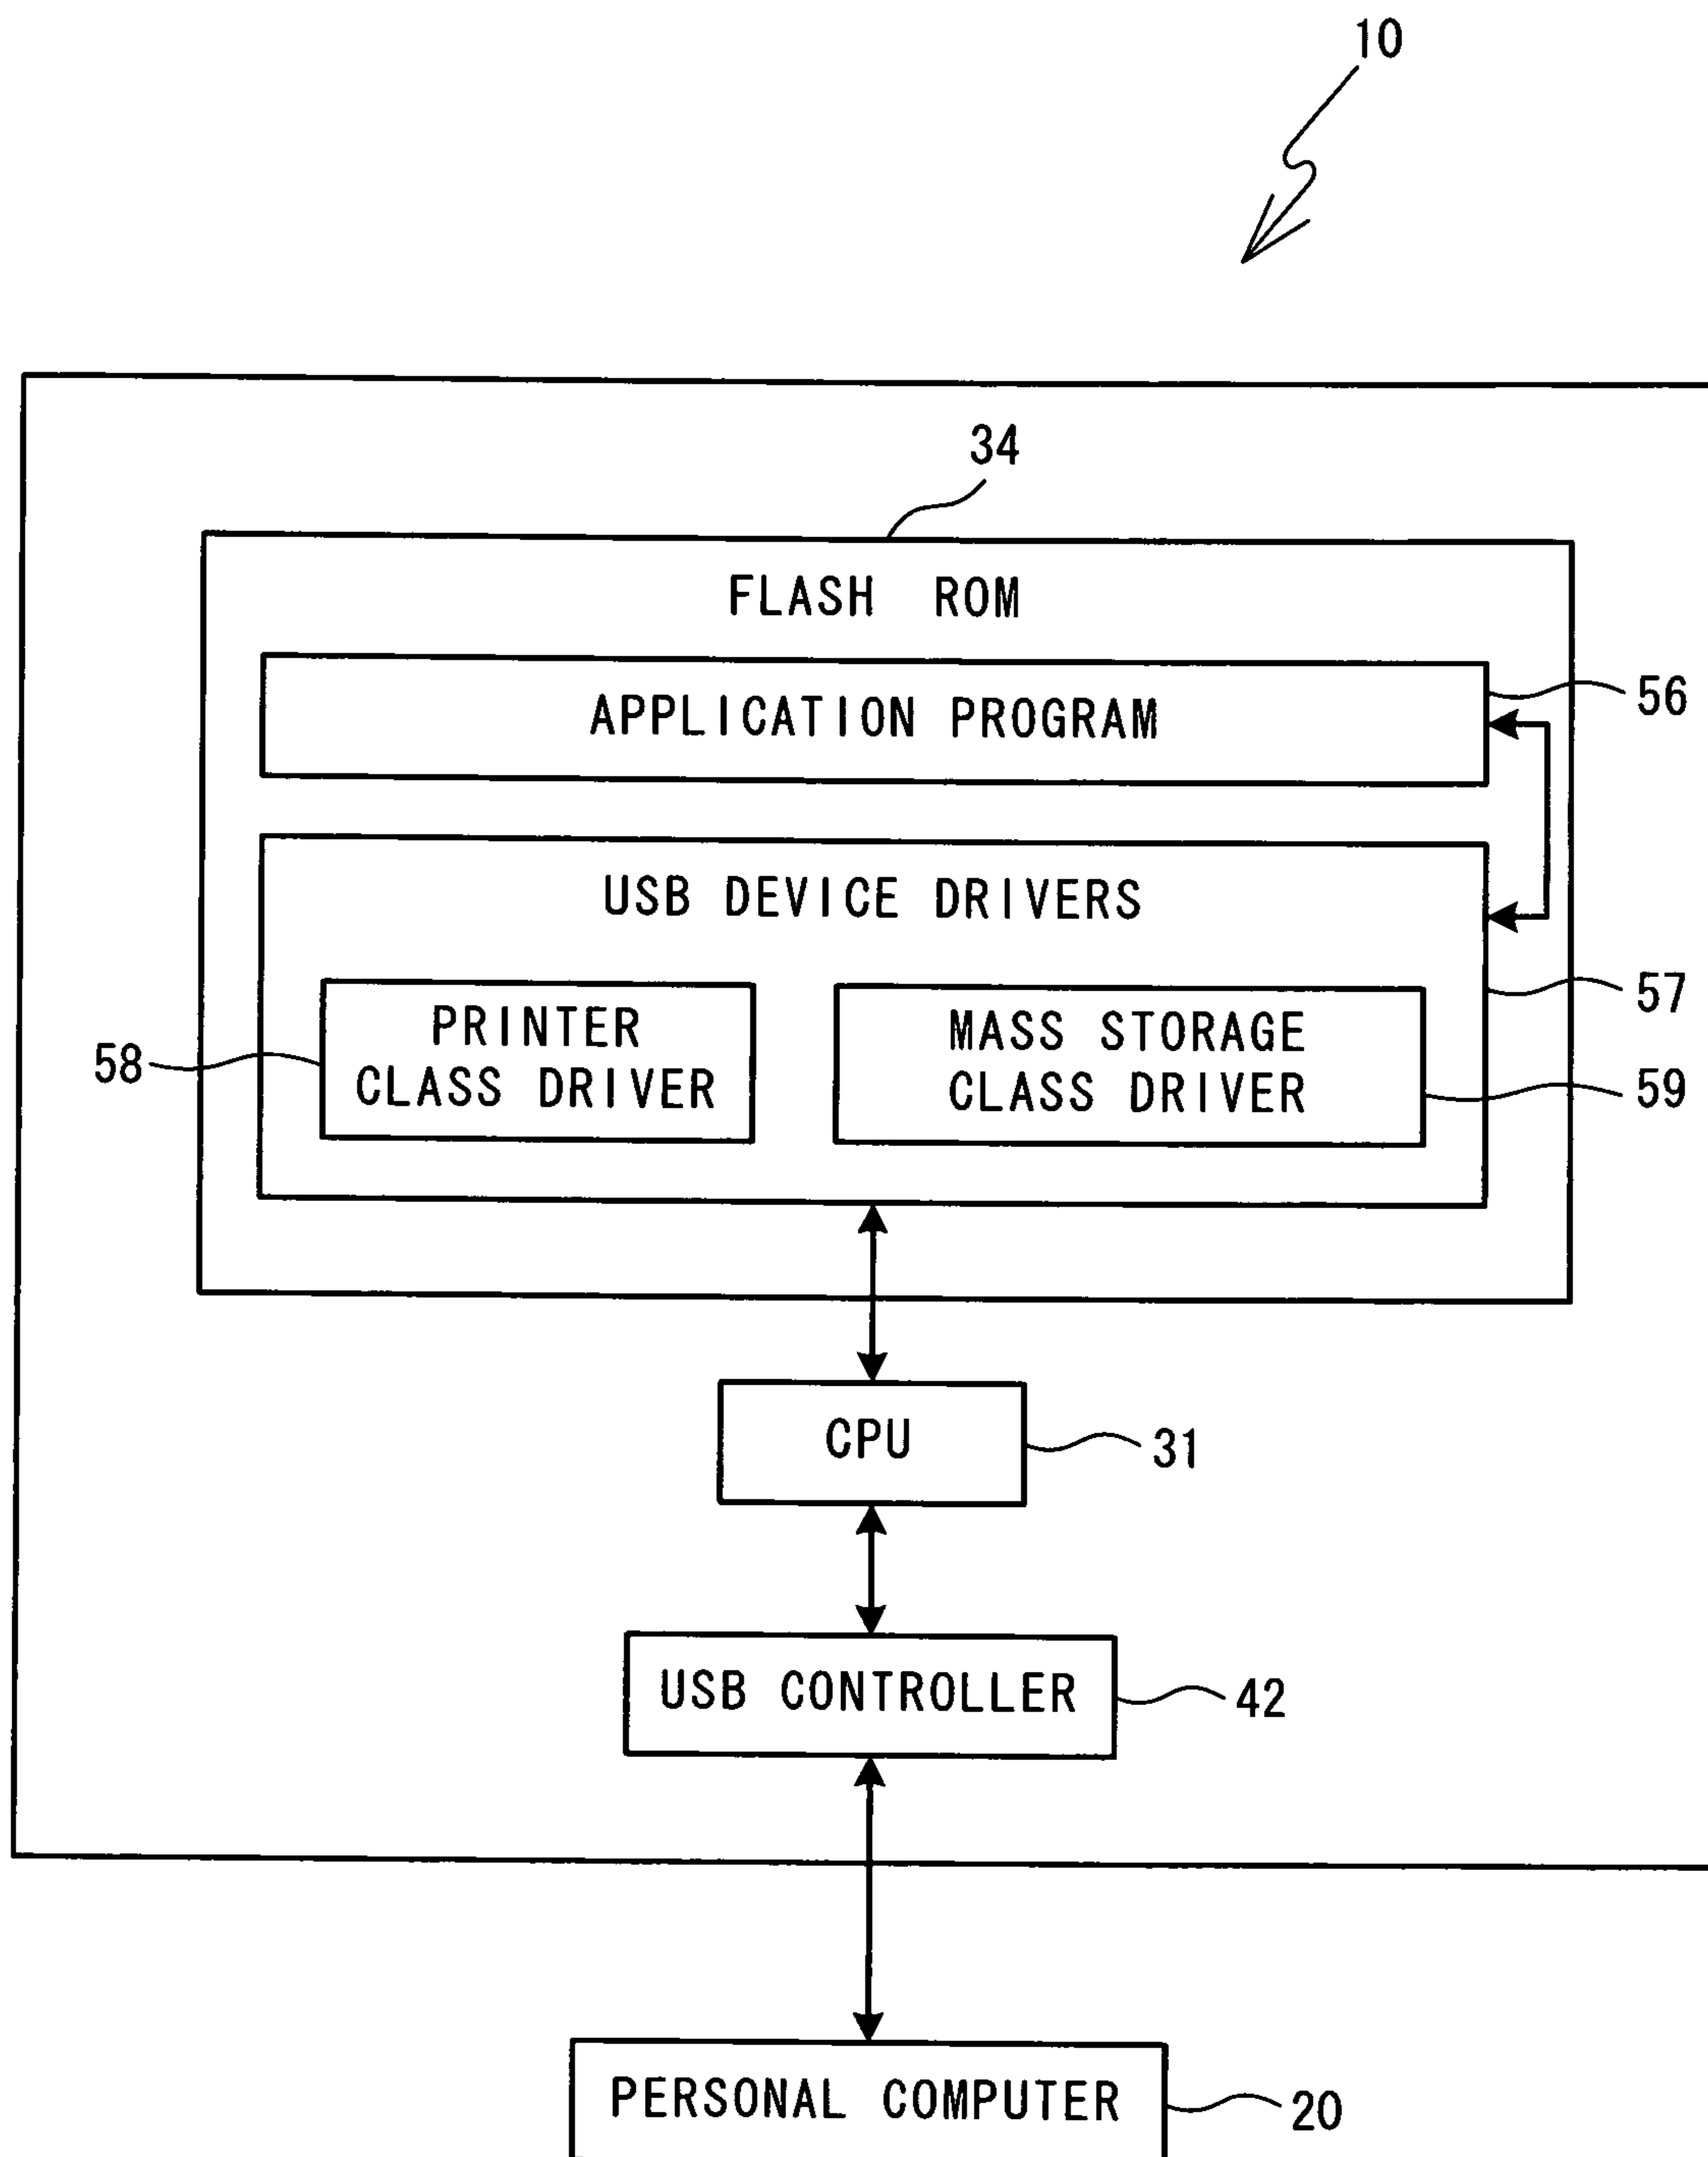 10
34
FLASH ROM
APPLICATION PROGRAM
56
USB DEVICE DRIVERS
57
58
PRINTER
CLASS DRIVER
MASS STORAGE
CLASS DRIVER
59
CPU
31
USB CONTROLLER
42
PERSONAL COMPUTER
20